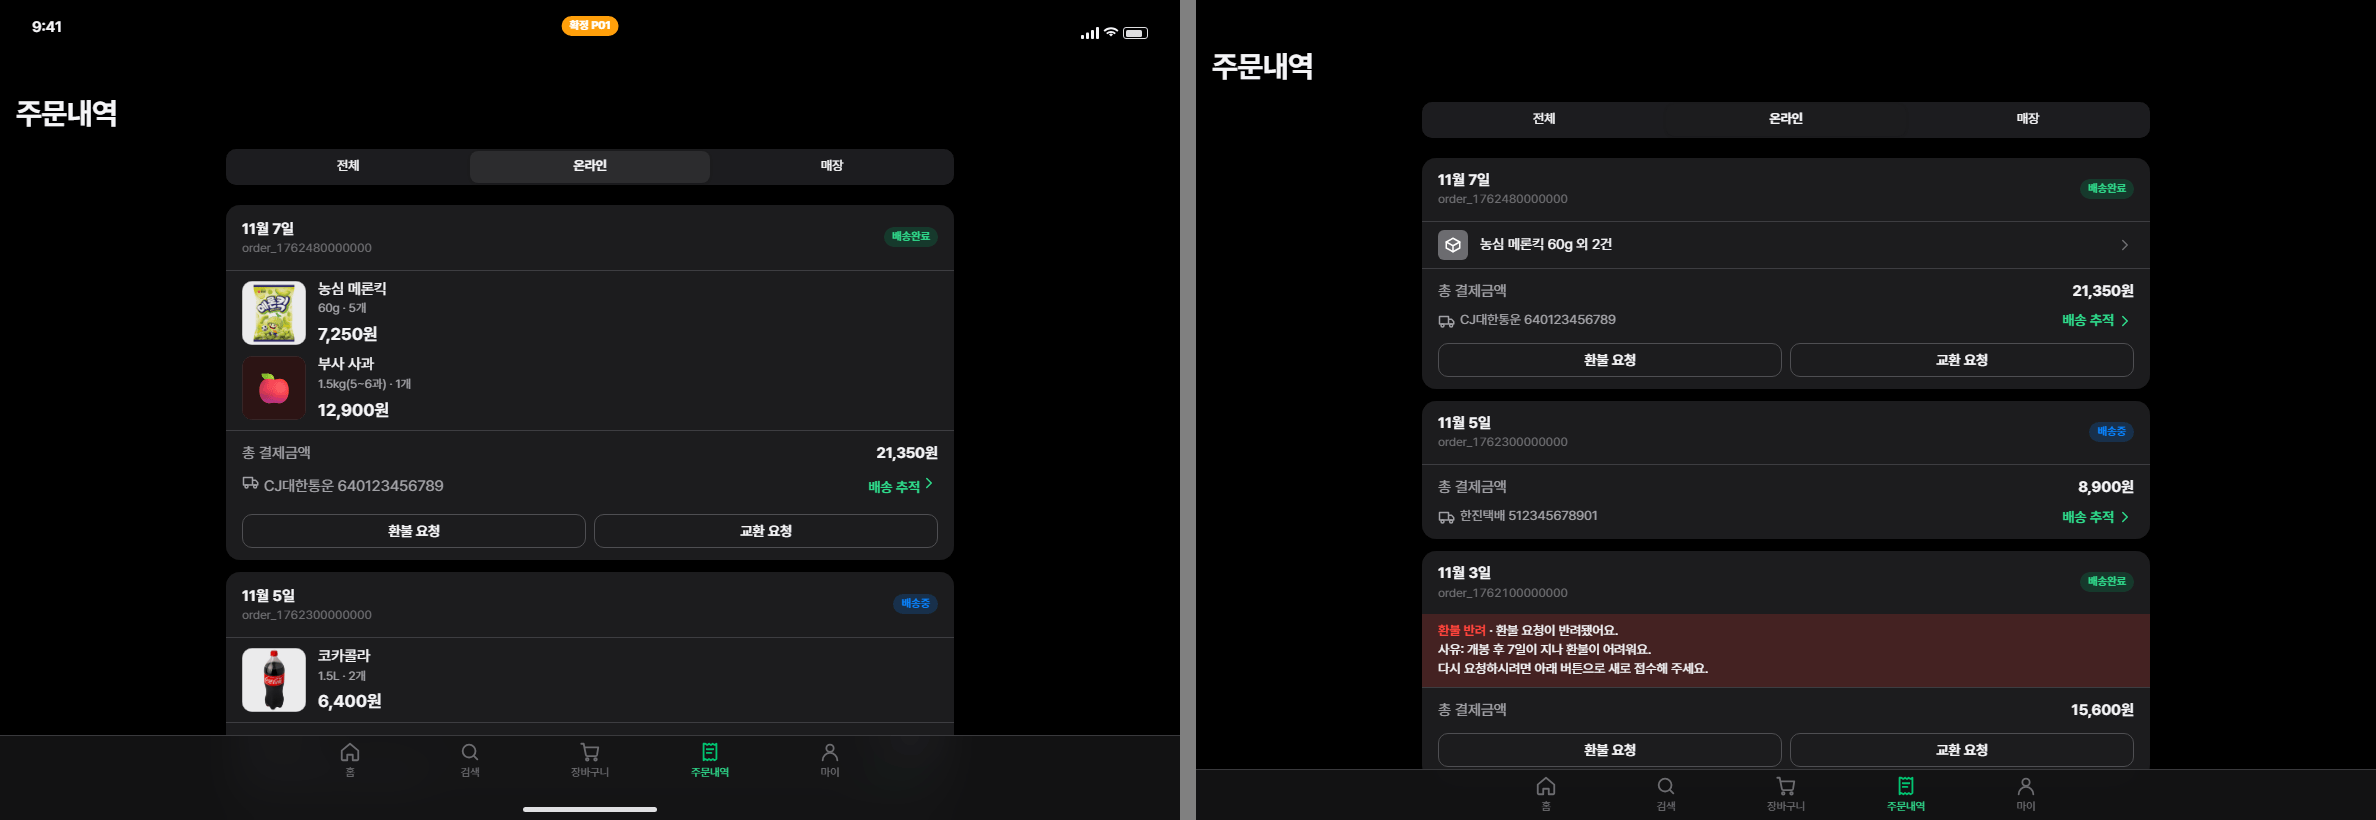 9:41
확정 P01
주문내역
전체
온라인
매장
11월 7일
order_1762480000000
배송완료
농심 메론킥
60g · 5개
7,250원
부사 사과
1.5kg(5~6과) · 1개
12,900원
총 결제금액
21,350원
CJ대한통운 640123456789
배송 추적
환불 요청
교환 요청
11월 5일
order_1762300000000
배송중
코카콜라
1.5L · 2개
6,400원
홈
검색
장바구니
주문내역
마이
주문내역
전체
온라인
매장
11월 7일
order_1762480000000
배송완료
농심 메론킥 60g 외 2건
총 결제금액
21,350원
CJ대한통운 640123456789
배송 추적
환불 요청
교환 요청
11월 5일
order_1762300000000
배송중
총 결제금액
8,900원
한진택배 512345678901
배송 추적
11월 3일
order_1762100000000
배송완료
환불 반려 · 환불 요청이 반려됐어요.
사유: 개봉 후 7일이 지나 환불이 어려워요.
다시 요청하시려면 아래 버튼으로 새로 접수해 주세요.
총 결제금액
15,600원
환불 요청
교환 요청
홈
검색
장바구니
주문내역
마이